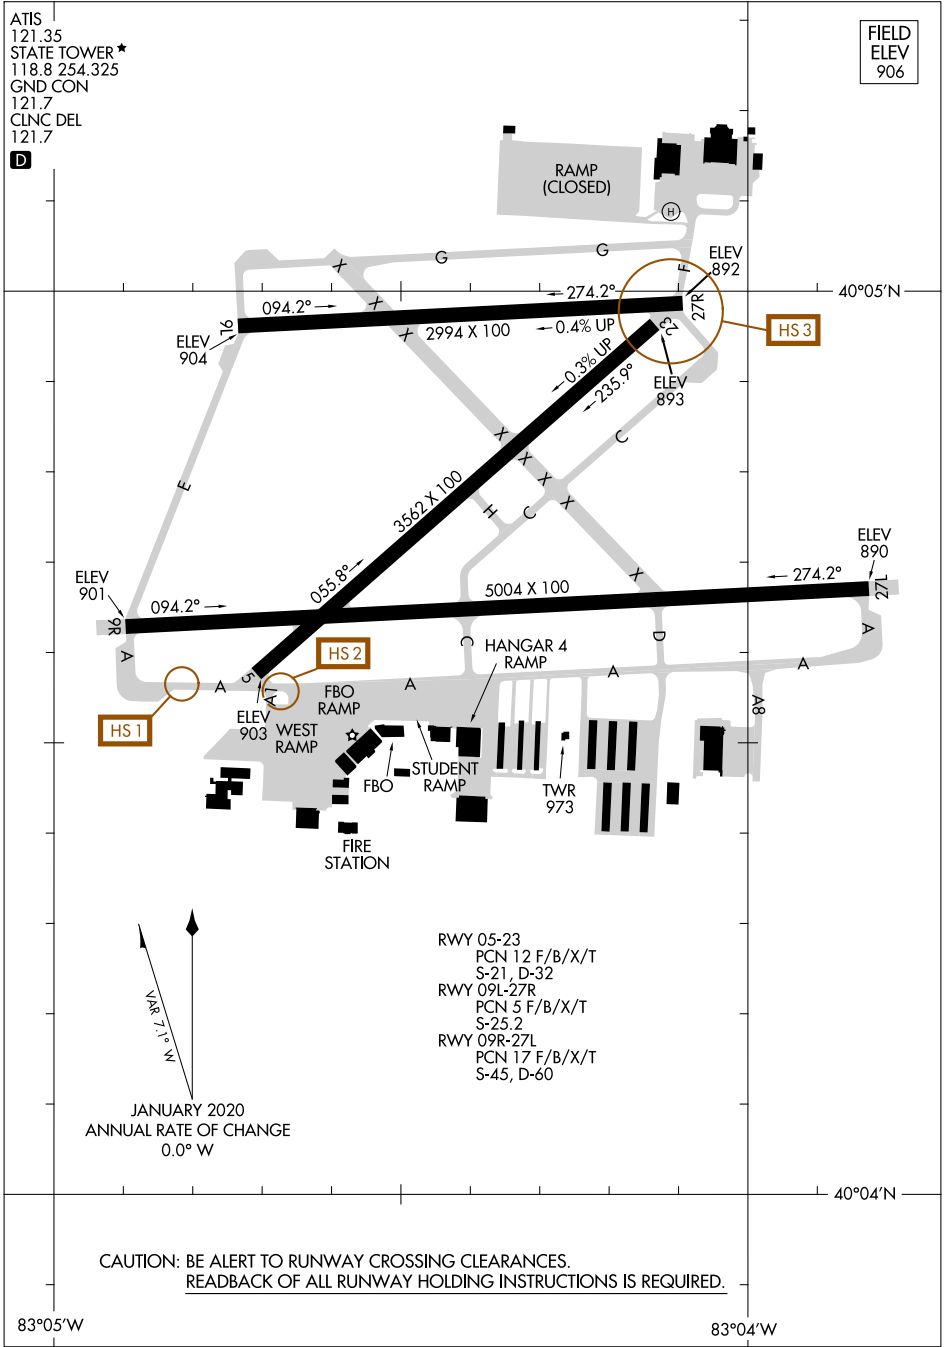 ATIS
121.35
STATE TOWER★
118.8 254.325
GND CON
121.7
CLNC DEL
121.7
D
FIELD
ELEV
906
RAMP
(CLOSED)
H
G
G
F
ELEV
892
40°05'N
X
X
X
094.2°
274.2°
27R
9L
2994 X 100
0.4% UP
23
HS 3
ELEV
904
0.3% UP
235.9°
ELEV
893
C
X
X
X
X
E
3562 X 100
H
C
ELEV
890
ELEV
901
055.8°
X
094.2°
5004 X 100
274.2°
27L
9R
A
C
D
A
HANGAR 4
RAMP
HS 2
A
A
A
A
5
A1
FBO
RAMP
A8
HS 1
ELEV
903
WEST
RAMP
FBO
STUDENT
RAMP
TWR
973
FIRE
STATION
RWY 05-23
PCN 12 F/B/X/T
S-21, D-32
RWY 09L-27R
PCN 5 F/B/X/T
S-25.2
RWY 09R-27L
PCN 17 F/B/X/T
S-45, D-60
VAR 7.1° W
JANUARY 2020
ANNUAL RATE OF CHANGE
0.0° W
40°04'N
CAUTION: BE ALERT TO RUNWAY CROSSING CLEARANCES.
READBACK OF ALL RUNWAY HOLDING INSTRUCTIONS IS REQUIRED.
83°05'W
83°04'W